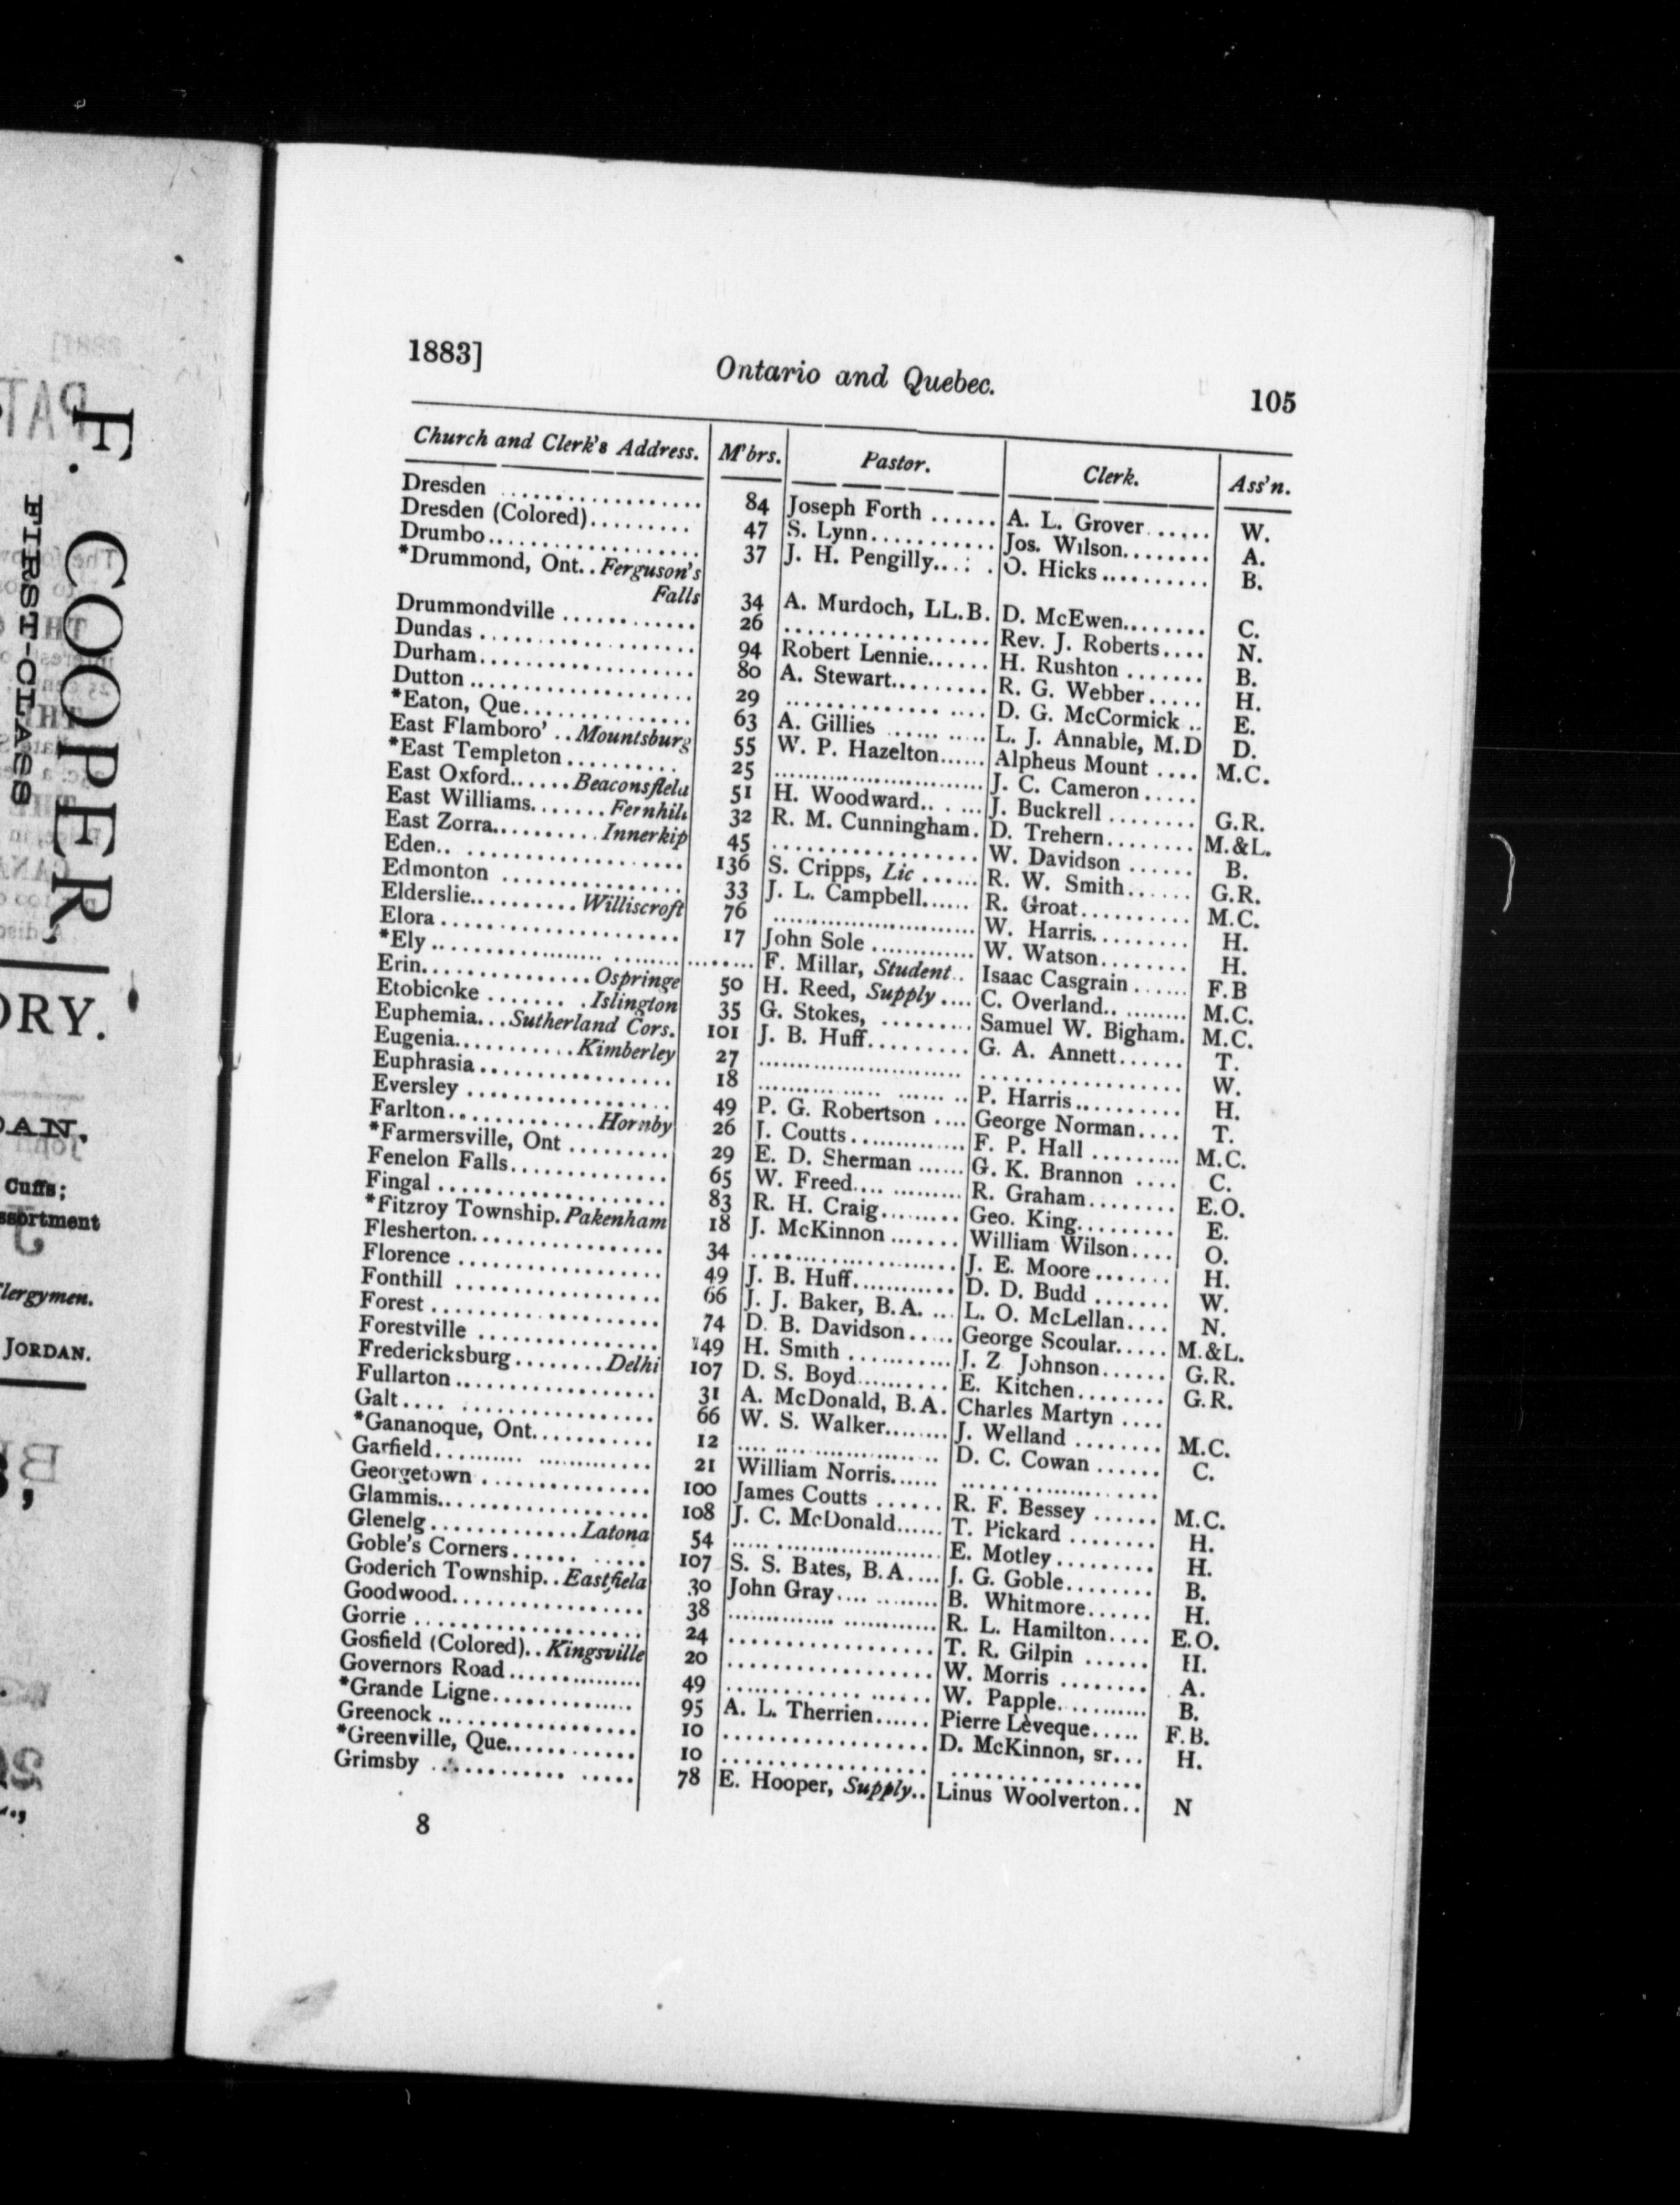 F. COOPER,
FIRST-CLASS
ORY.
Cuffs;
Clergymen.
JORDAN.
1883] Ontario and Quebec. 105
Church and Clerk's Address. M'brs. Pastor. Clerk. Ass'n.
Dresden .......... 84 Joseph Forth ...... A. L. Grover ...... W.
Dresden (Colored).......... 47 S. Lynn.......... Jos. Wilson........ A.
Drumbo.......... 37 J. H. Pengilly..... O. Hicks.......... B.
*Drummond, Ont.. Ferguson's
Falls 34 A. Murdoch, LL.B. D. McEwen........ C.
Drummondville .......... 26 .......... Rev. J. Roberts.... N.
Dundas .......... 94 Robert Lennie...... H. Rushton ....... B.
Durham.......... 80 A. Stewart......... R. G. Webber ..... H.
Dutton .......... 29 .......... D. G. McCormick .. E.
*Eaton, Que.......... 63 A. Gillies .......... L. J. Annable, M.D D.
East Flamboro' .. Mountsburg 55 W. P. Hazelton...... Alpheus Mount .... M.C.
*East Templeton .......... 25 .......... J. C. Cameron .....
East Oxford...... Beaconsfield 51 H. Woodward...... J. Buckrell ........ G.R.
East Williams....... Fernhill 32 R. M. Cunningham. D. Trehern........ M.&L.
East Zorra.......... Innerkip 45 .......... W. Davidson ...... B.
Eden.......... 136 S. Cripps, Lic ...... R. W. Smith...... G.R.
Edmonton .......... 33 J. L. Campbell...... R. Groat.......... M.C.
Elderslie.......... Williscroft 76 .......... W. Harris......... H.
Elora .......... 17 John Sole .......... W. Watson........ H.
*Ely .......... F. Millar, Student.. Isaac Casgrain ...... F.B
Erin.......... Ospringe 50 H. Reed, Supply .... C. Overland.......... M.C.
Etobicoke ........ Islington 35 G. Stokes, ......... Samuel W. Bigham. M.C.
Euphemia... Sutherland Cors. 101 J. B. Huff.......... G. A. Annett...... T.
Eugenia.......... Kimberley 27 .......... .......... W.
Euphrasia.......... 18 .......... P. Harris.......... H.
Eversley .......... 49 P. G. Robertson .... George Norman.... T.
Farlton.......... Hornby 26 J. Coutts.......... F. P. Hall ......... M.C.
*Farmersville, Ont .......... 29 E. D. Sherman ...... G. K. Brannon .... C.
Fenelon Falls.......... 65 W. Freed.......... R. Graham........ E.O.
Fingal .......... 83 R. H. Craig......... Geo. King......... E.
*Fitzroy Township. Pakenham 18 J. McKinnon ....... William Wilson.... O.
Flesherton.......... 34 .......... J. E. Moore....... H.
Florence .......... 49 J. B. Huff.......... D. D. Budd ....... W.
Fonthill .......... 66 J. J. Baker, B.A. ... L. O. McLellan.... N.
Forest .......... 74 D. B. Davidson..... George Scoular..... M.&L.
Forestville .......... 149 H. Smith .......... J. Z Johnson...... G.R.
Fredericksburg........ Delhi 107 D. S. Boyd......... E. Kitchen........ G.R.
Fullarton .......... 31 A. McDonald, B.A. Charles Martyn ....
Galt .......... 66 W. S. Walker........ J. Welland ........ M.C.
*Gananoque, Ont.......... 12 .......... D. C. Cowan ...... C.
Garfield.......... 21 William Norris...... ..........
Georgetown .......... 100 James Coutts ...... R. F. Bessey ...... M.C.
Glammis.......... 108 J. C. McDonald...... T. Pickard ........ H.
Glenelg .......... Latona 54 .......... E. Motley ......... H.
Goble's Corners.......... 107 S. S. Bates, B.A.... J. G. Goble........ B.
Goderich Township.. Eastfield 30 John Gray.......... B. Whitmore...... H.
Goodwood.......... 38 .......... R. L. Hamilton.... E.O.
Gorrie .......... 24 .......... T. R. Gilpin ...... H.
Gosfield (Colored).. Kingsville 20 .......... W. Morris ........ A.
Governors Road .......... 49 .......... W. Papple.......... B.
*Grande Ligne.......... 95 A. L. Therrien...... Pierre Lèveque..... F.B.
Greenock .......... 10 .......... D. McKinnon, sr... H.
*Greenville, Que.......... 10 .......... ..........
Grimsby .......... 78 E. Hooper, Supply.. Linus Woolverton.. N
8